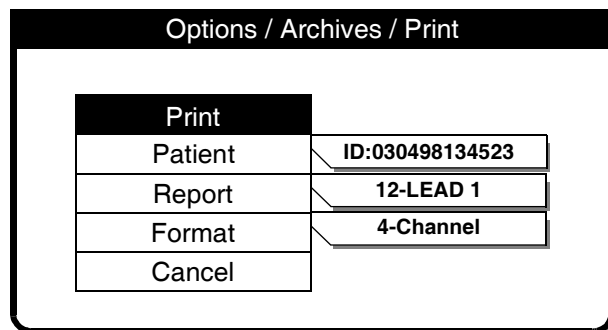 Options / Archives / Print
Print
Patient ID:030498134523
Report 12-LEAD 1
Format 4-Channel
Cancel